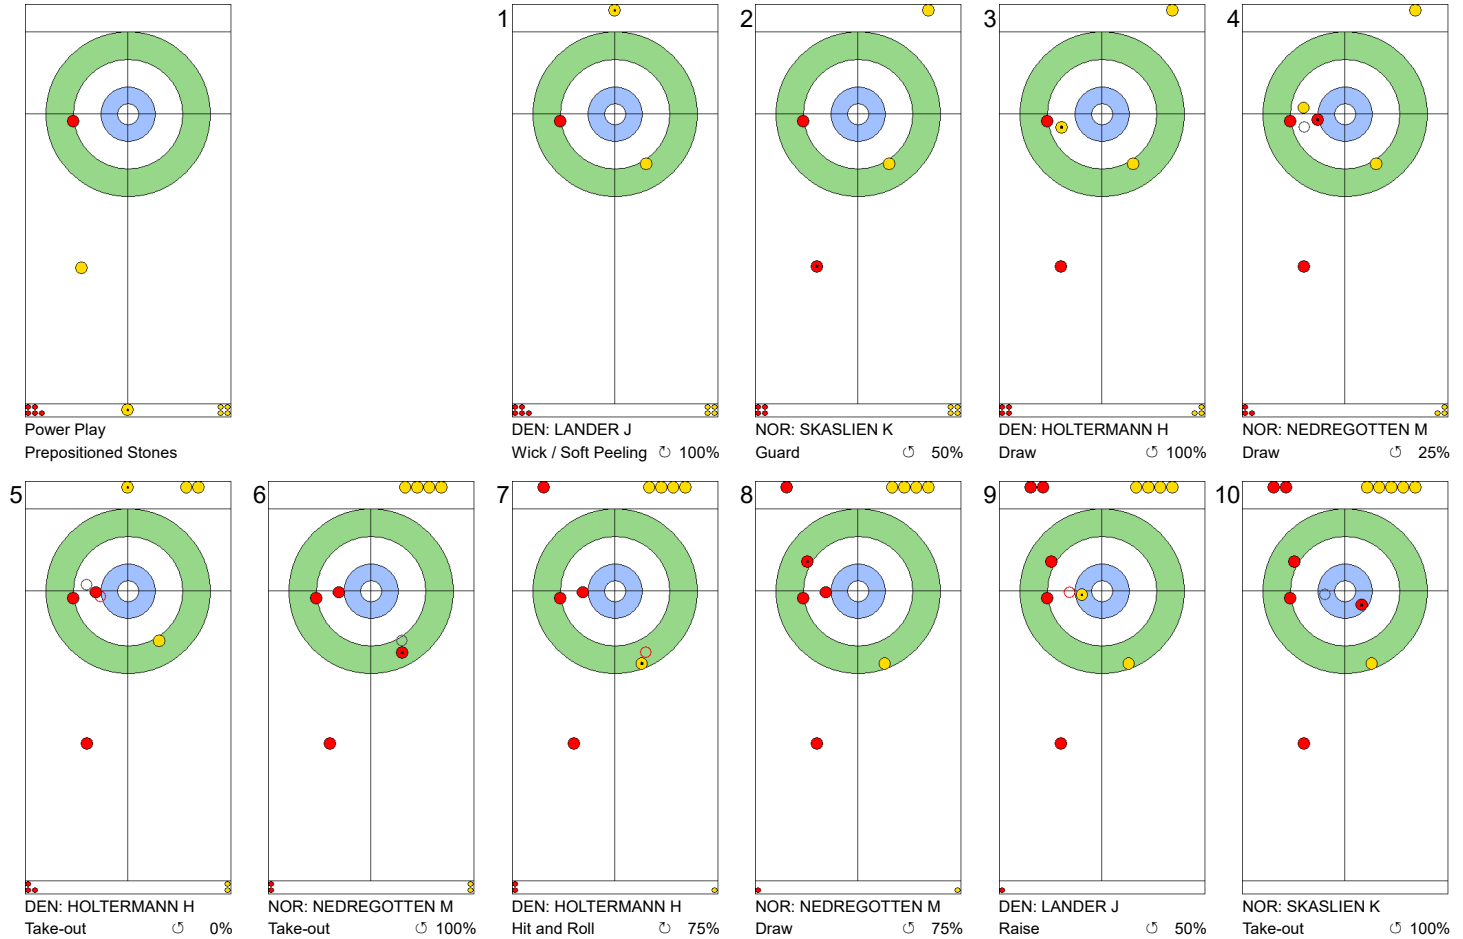 Power Play
Prepositioned Stones
1
DEN: LANDER J
Wick / Soft Peeling 100%
2
NOR: SKASLIEN K
Guard 50%
3
DEN: HOLTERMANN H
Draw 100%
4
NOR: NEDREGOTTEN M
Draw 25%
5
DEN: HOLTERMANN H
Take-out 0%
6
NOR: NEDREGOTTEN M
Take-out 100%
7
DEN: HOLTERMANN H
Hit and Roll 75%
8
NOR: NEDREGOTTEN M
Draw 75%
9
DEN: LANDER J
Raise 50%
10
NOR: SKASLIEN K
Take-out 100%